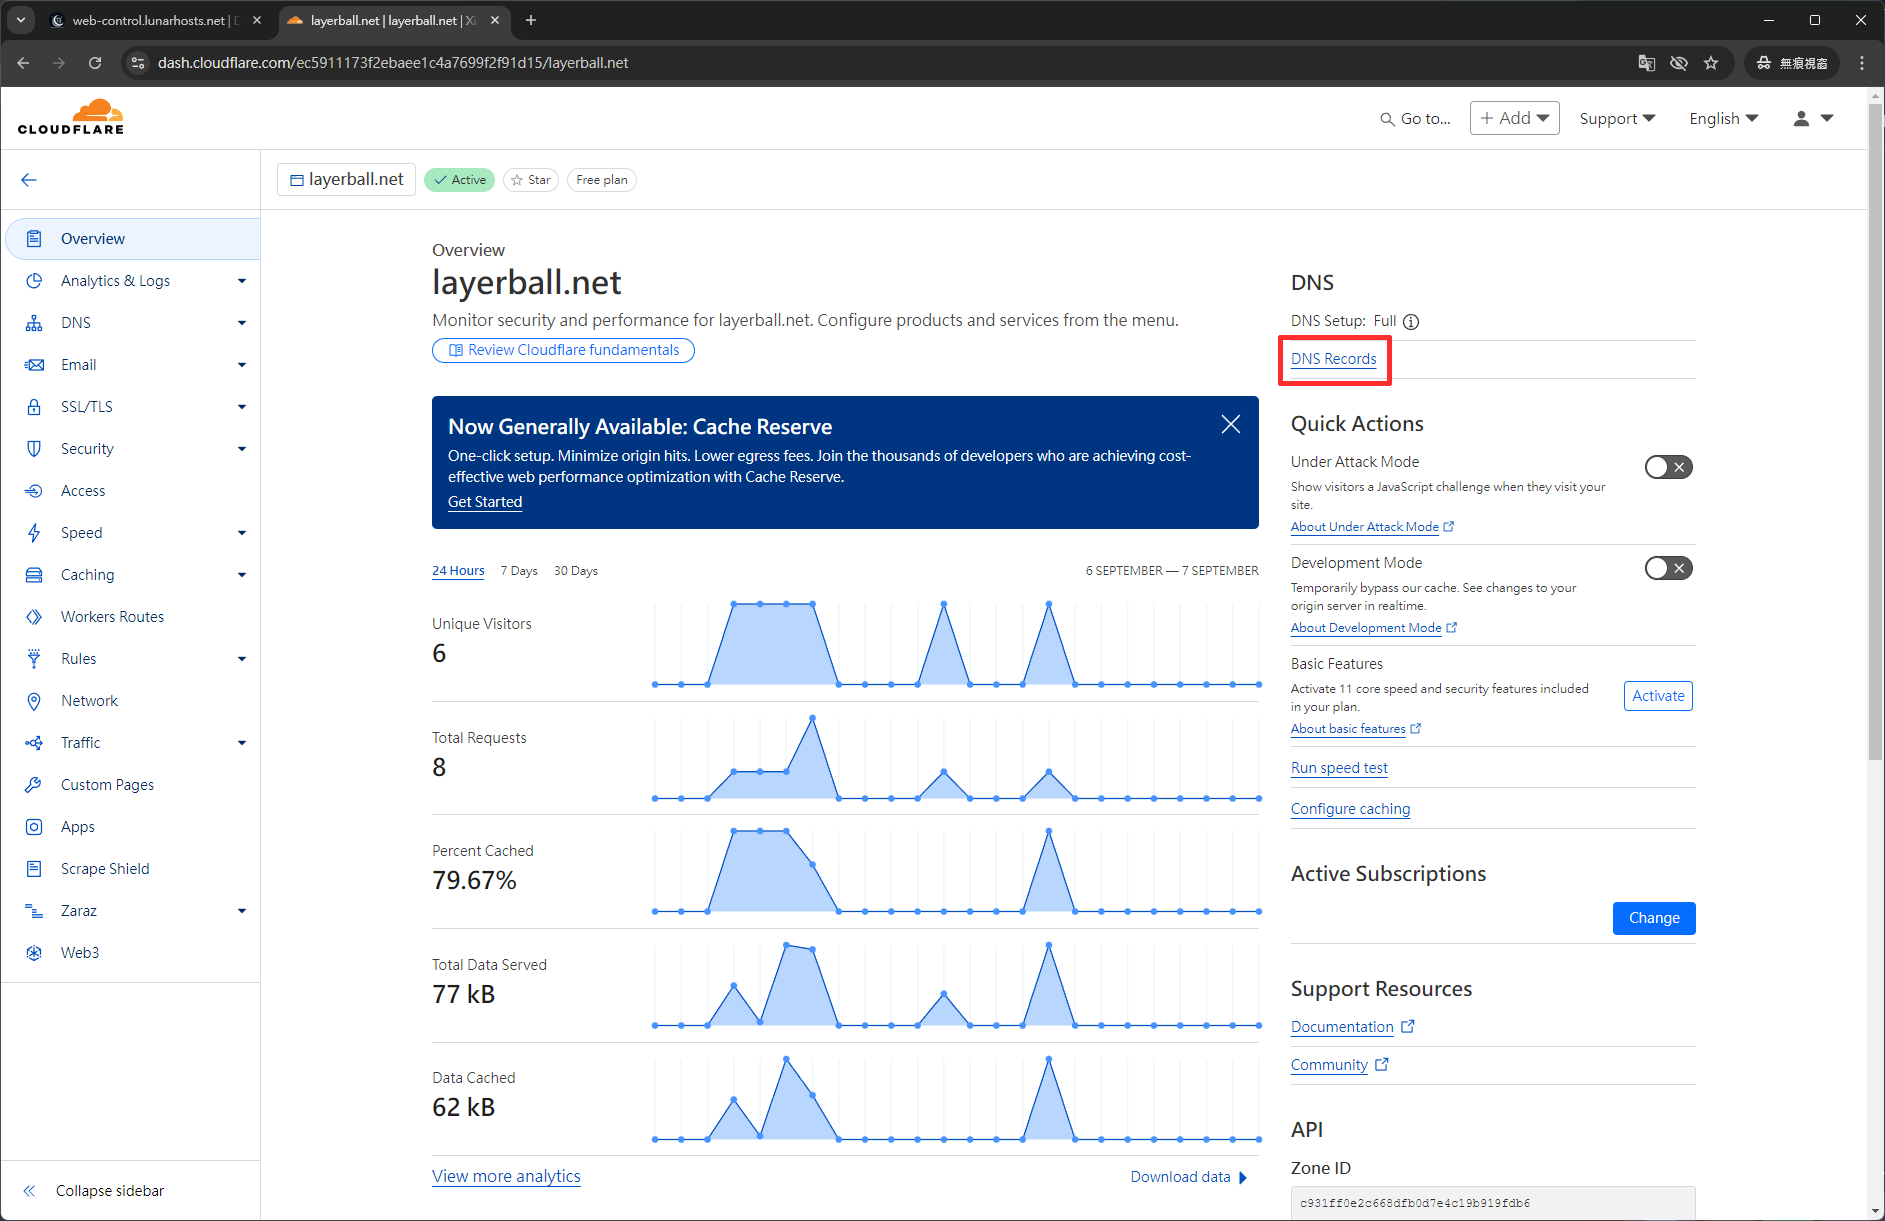 web-control.lunarhosts.net | D
layerball.net | layerball.net | Xi
dash.cloudflare.com/ec5911173f2ebaee1c4a7699f2f91d15/layerball.net
無痕視窗
CLOUDFLARE
Go to...
+ Add
Support
English
layerball.net
Active
Star
Free plan
Overview
Analytics & Logs
DNS
Email
SSL/TLS
Security
Access
Speed
Caching
Workers Routes
Rules
Network
Traffic
Custom Pages
Apps
Scrape Shield
Zaraz
Web3
Collapse sidebar
Overview
layerball.net
Monitor security and performance for layerball.net. Configure products and services from the menu.
Review Cloudflare fundamentals
Now Generally Available: Cache Reserve
One-click setup. Minimize origin hits. Lower egress fees. Join the thousands of developers who are achieving cost-
effective web performance optimization with Cache Reserve.
Get Started
24 Hours 7 Days 30 Days
6 SEPTEMBER — 7 SEPTEMBER
Unique Visitors
6
Total Requests
8
Percent Cached
79.67%
Total Data Served
77 kB
Data Cached
62 kB
View more analytics
Download data
DNS
DNS Setup: Full
DNS Records
Quick Actions
Under Attack Mode
Show visitors a JavaScript challenge when they visit your
site.
About Under Attack Mode
Development Mode
Temporarily bypass our cache. See changes to your
origin server in realtime.
About Development Mode
Basic Features
Activate 11 core speed and security features included
in your plan.
Activate
About basic features
Run speed test
Configure caching
Active Subscriptions
Change
Support Resources
Documentation
Community
API
Zone ID
c931ff0e2c668dfb0d7e4c19b919fdb6